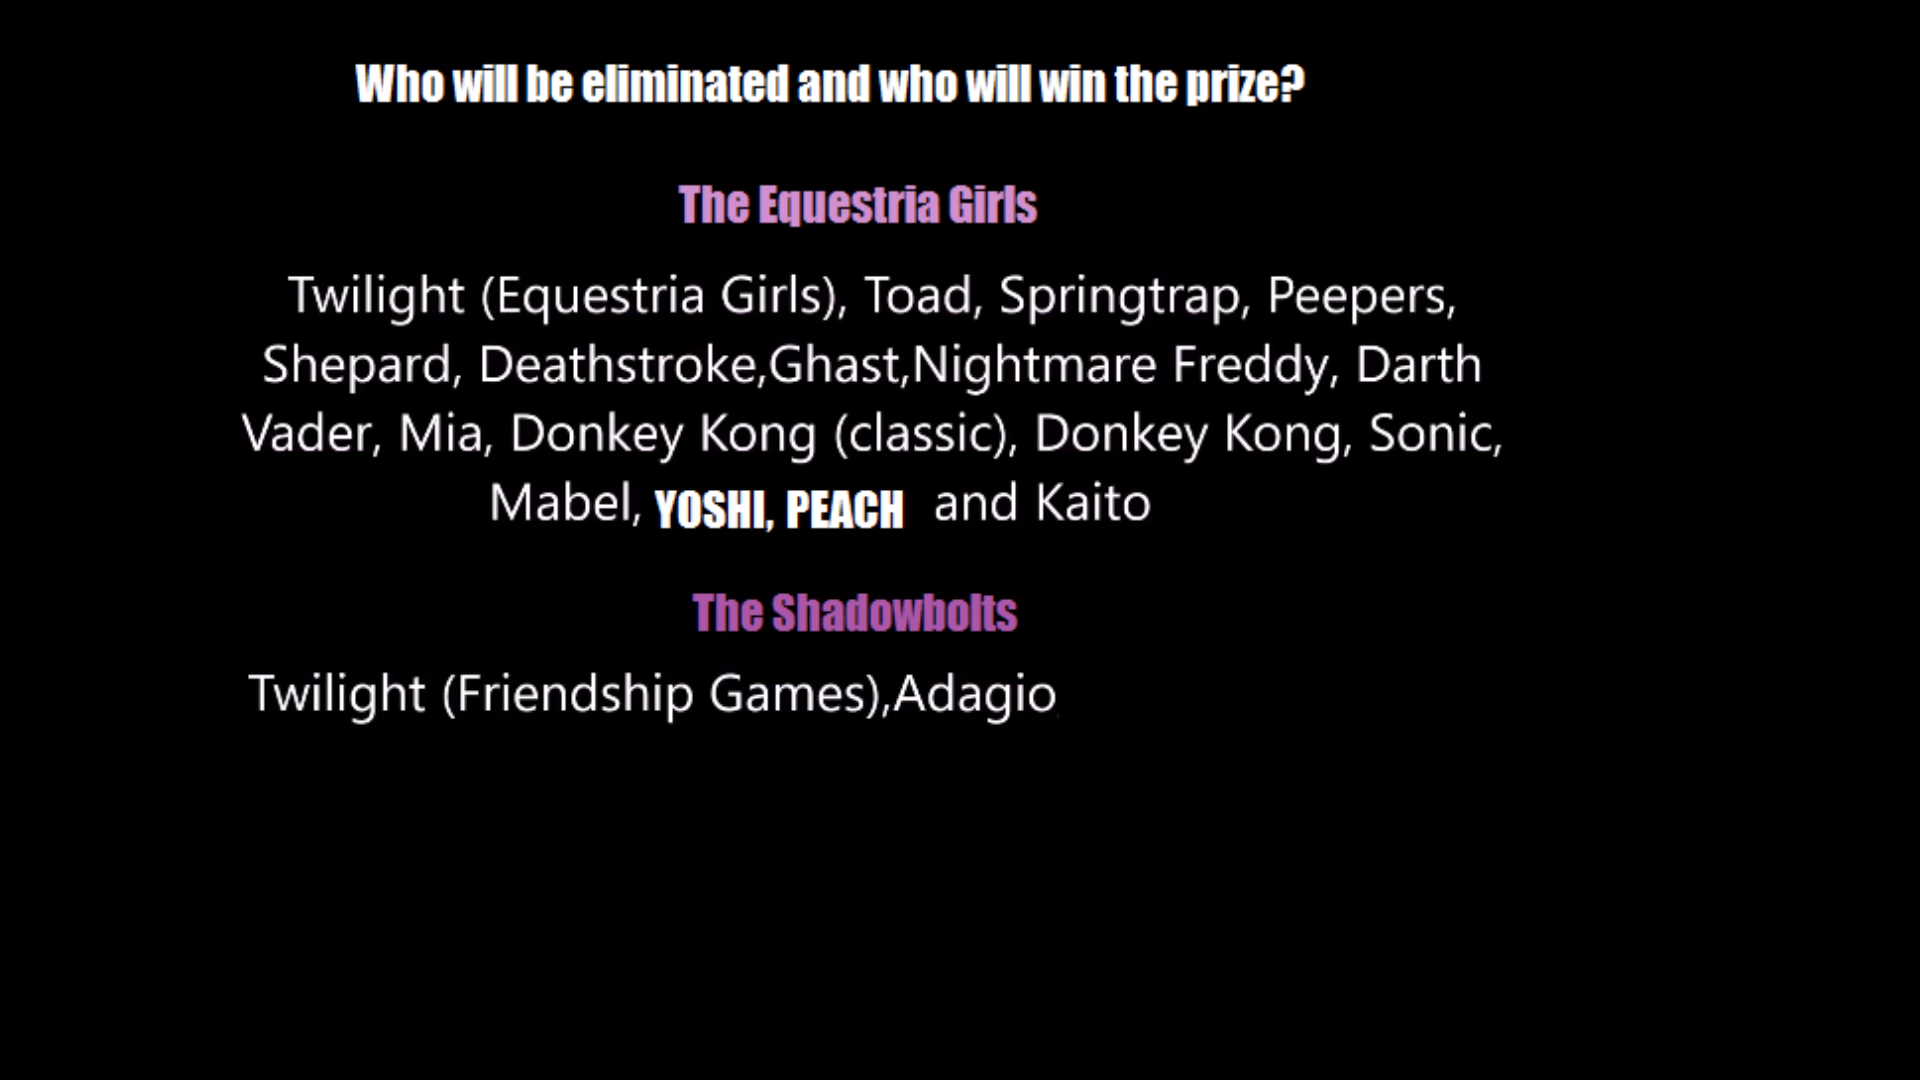 Who will be eliminated and who will win the prize?
The Equestria Girls
Twilight (Equestria Girls), Toad, Springtrap, Peepers,
Shepard, Deathstroke,Ghast,Nightmare Freddy, Darth
Vader, Mia, Donkey Kong (classic), Donkey Kong, Sonic,
Mabel, YOSHI, PEACH and Kaito
The Shadowbolts
Twilight (Friendship Games),Adagio